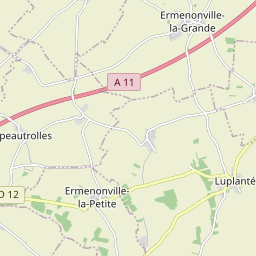 Ermenonville-
la-Grande
A 11
peautrolles
Ermenonville-
la-Petite
Luplanté
D 12